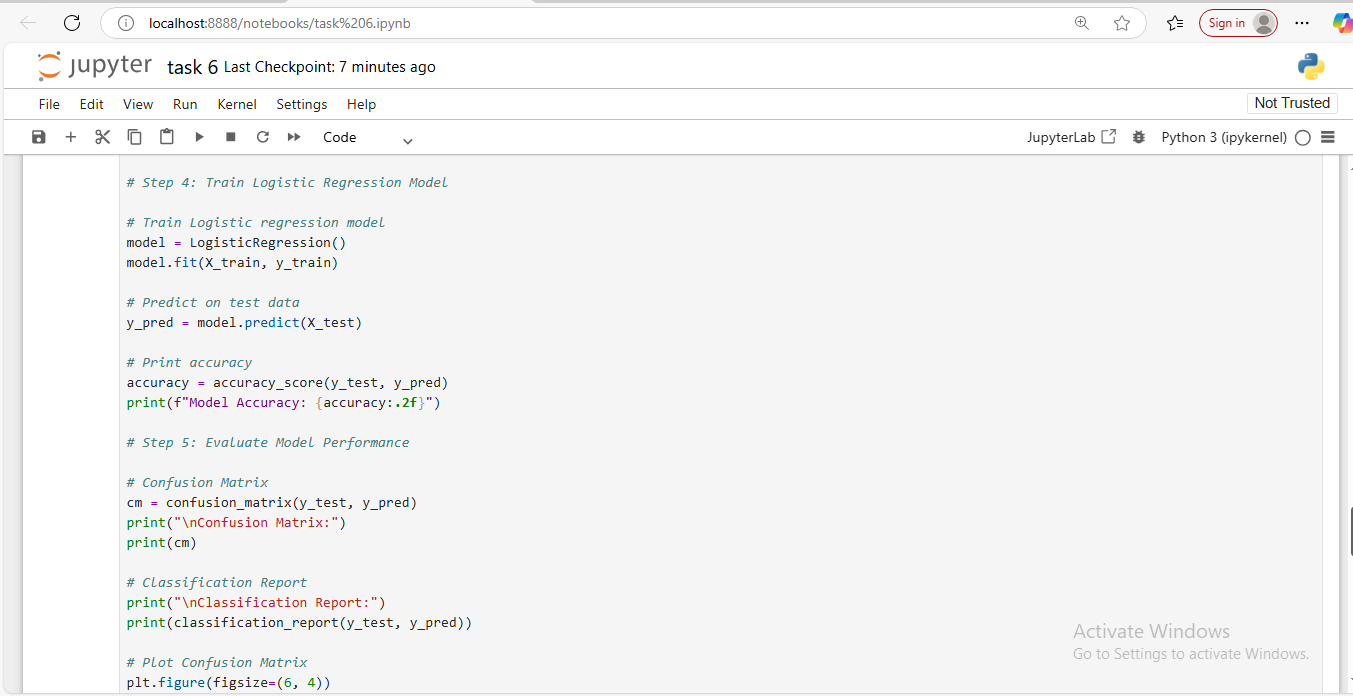 localhost:8888/notebooks/task%206.ipynb
Sign in
jupyter task 6 Last Checkpoint: 7 minutes ago
File Edit View Run Kernel Settings Help
Not Trusted
Code
JupyterLab
Python 3 (ipykernel)
# Step 4: Train Logistic Regression Model
# Train Logistic regression model
model = LogisticRegression()
model.fit(X_train, y_train)
# Predict on test data
y_pred = model.predict(X_test)
# Print accuracy
accuracy = accuracy_score(y_test, y_pred)
print(f"Model Accuracy: {accuracy:.2f}")
# Step 5: Evaluate Model Performance
# Confusion Matrix
cm = confusion_matrix(y_test, y_pred)
print("\nConfusion Matrix:")
print(cm)
# Classification Report
print("\nClassification Report:")
print(classification_report(y_test, y_pred))
# Plot Confusion Matrix
plt.figure(figsize=(6, 4))
Activate Windows
Go to Settings to activate Windows.